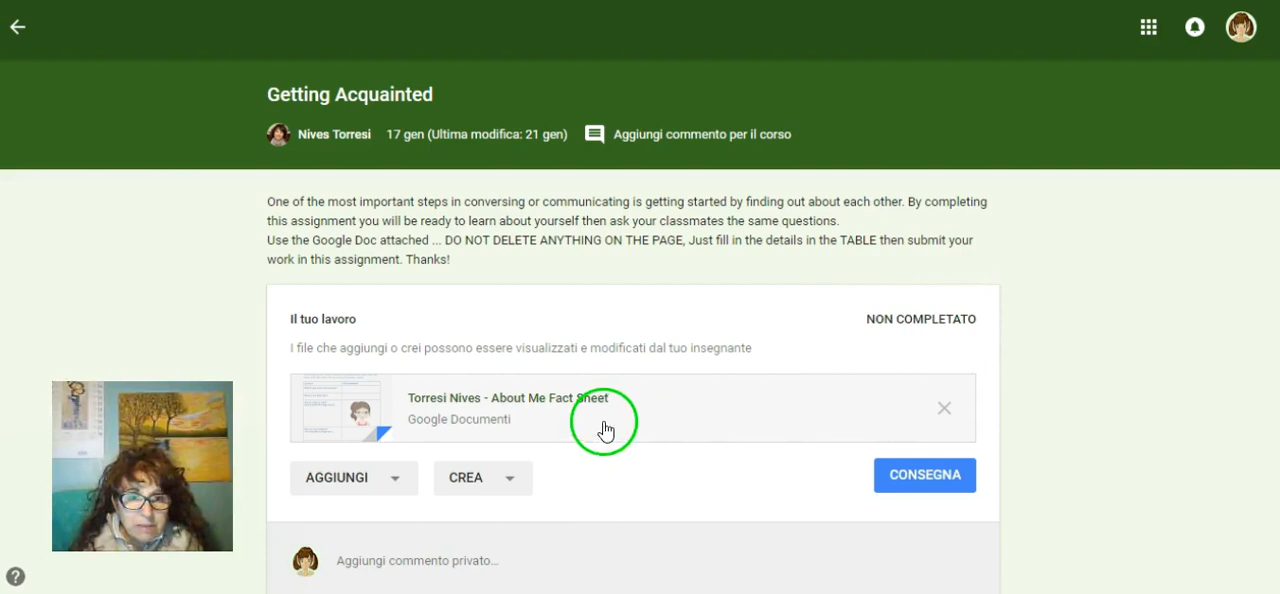 Getting Acquainted
Nives Torresi 17 gen (Ultima modifica: 21 gen) Aggiungi commento per il corso
One of the most important steps in conversing or communicating is getting started by finding out about each other. By completing
this assignment you will be ready to learn about yourself then ask your classmates the same questions.
Use the Google Doc attached ... DO NOT DELETE ANYTHING ON THE PAGE, Just fill in the details in the TABLE then submit your
work in this assignment. Thanks!
Il tuo lavoro NON COMPLETATO
I file che aggiungi o crei possono essere visualizzati e modificati dal tuo insegnante
Torresi Nives - About Me Fact Sheet
Google Documenti
AGGIUNGI CREA CONSEGNA
Aggiungi commento privato...
?